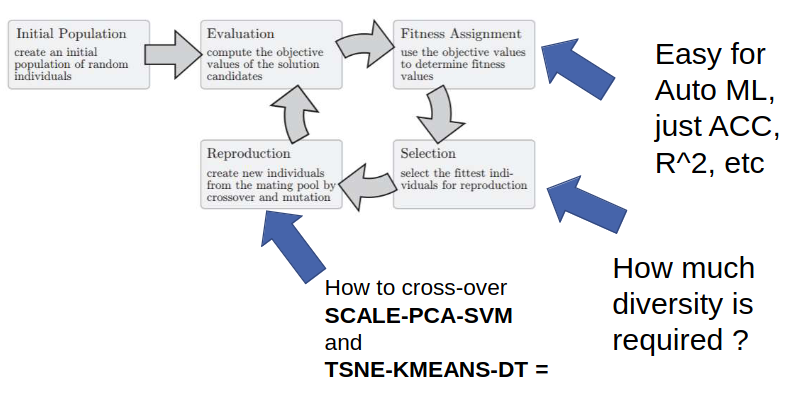 Initial Population
create an initial
population of random
individuals
Evaluation
compute the objective
values of the solution
candidates
Fitness Assignment
use the objective values
to determine fitness
values
Easy for
Auto ML,
just ACC,
R^2, etc
Reproduction
create new individuals
from the mating pool by
crossover and mutation
Selection
select the fittest indi-
viduals for reproduction
How to cross-over
SCALE-PCA-SVM
and
TSNE-KMEANS-DT =
How much
diversity is
required ?